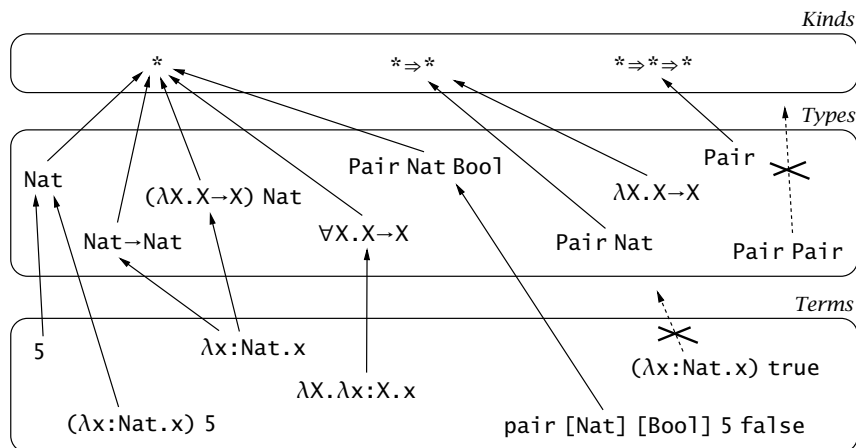 Kinds
* *⇒* *⇒*⇒*
Types
Pair
Pair Nat Bool
Nat
(λX.X→X) Nat λX.X→X
∀X.X→X
Nat→Nat Pair Nat
Pair Pair
Terms
5 λx:Nat.x
(λx:Nat.x) true
λX.λx:X.x
(λx:Nat.x) 5 pair [Nat] [Bool] 5 false